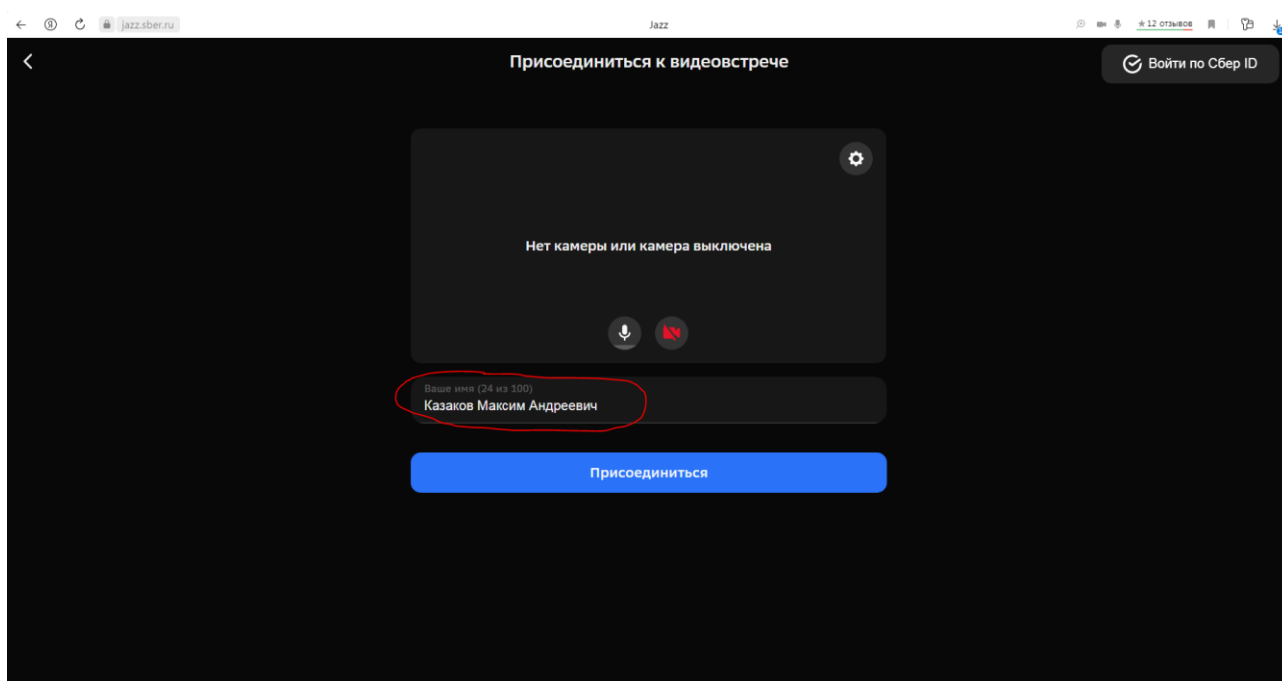 jazz.sber.ru
Jazz
★ 12 отзывов
Присоединиться к видеовстрече
Войти по Сбер ID
Нет камеры или камера выключена
Ваше имя (24 из 100)
Казаков Максим Андреевич
Присоединиться